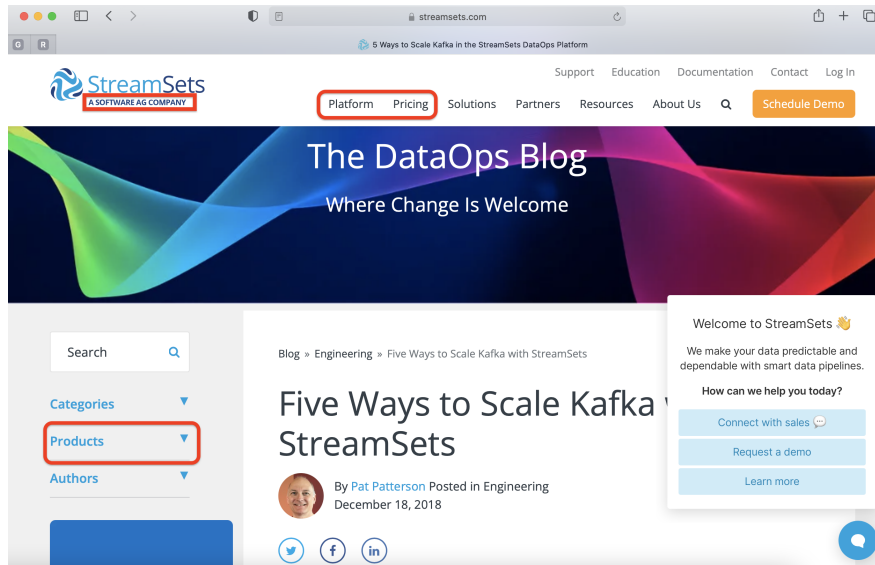 streamsets.com
G R
5 Ways to Scale Kafka in the StreamSets DataOps Platform
Support Education Documentation Contact Log In
StreamSets
A SOFTWARE AG COMPANY
Platform Pricing Solutions Partners Resources About Us Schedule Demo
The DataOps Blog
Where Change Is Welcome
Welcome to StreamSets 👋
We make your data predictable and
dependable with smart data pipelines.
How can we help you today?
Connect with sales 💬
Request a demo
Learn more
Search
Categories
Products
Authors
Blog » Engineering » Five Ways to Scale Kafka with StreamSets
Five Ways to Scale Kafka
StreamSets
By Pat Patterson Posted in Engineering
December 18, 2018
f
in